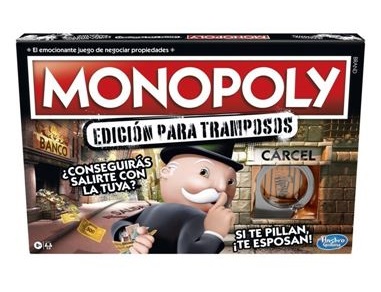 • El emocionante juego de negociar propiedades •
BRAND
MONOPOLY
EDICIÓN PARA TRAMPOSOS
BANCO
¿CONSEGUIRÁS
SALIRTE CON
LA TUYA?
CÁRCEL
SI TE PILLAN,
¡TE ESPOSAN!
Hasbro
Gaming